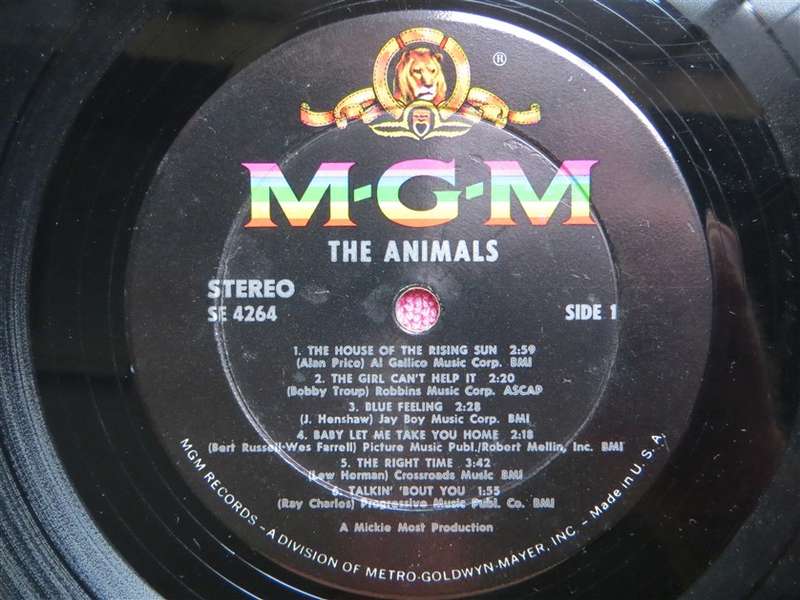 ®
M-G-M
THE ANIMALS
STEREO
SE 4264
SIDE 1
1. THE HOUSE OF THE RISING SUN 2:59
(Alan Price) Al Gallico Music Corp. BMI
2. THE GIRL CAN'T HELP IT 2:20
(Bobby Troup) Robbins Music Corp. ASCAP
3. BLUE FEELING 2:28
(J. Henshaw) Jay Boy Music Corp. BMI
4. BABY LET ME TAKE YOU HOME 2:18
(Bert Russell-Wes Farrell) Picture Music Publ./Robert Mellin, Inc. BMI
5. THE RIGHT TIME 3:42
(Lew Herman) Crossroads Music BMI
6. TALKIN' 'BOUT YOU 1:55
(Ray Charles) Progressive Music Publ. Co. BMI
A Mickie Most Production
MGM RECORDS – A DIVISION OF METRO-GOLDWYN-MAYER, INC. – Made in U. S. A.